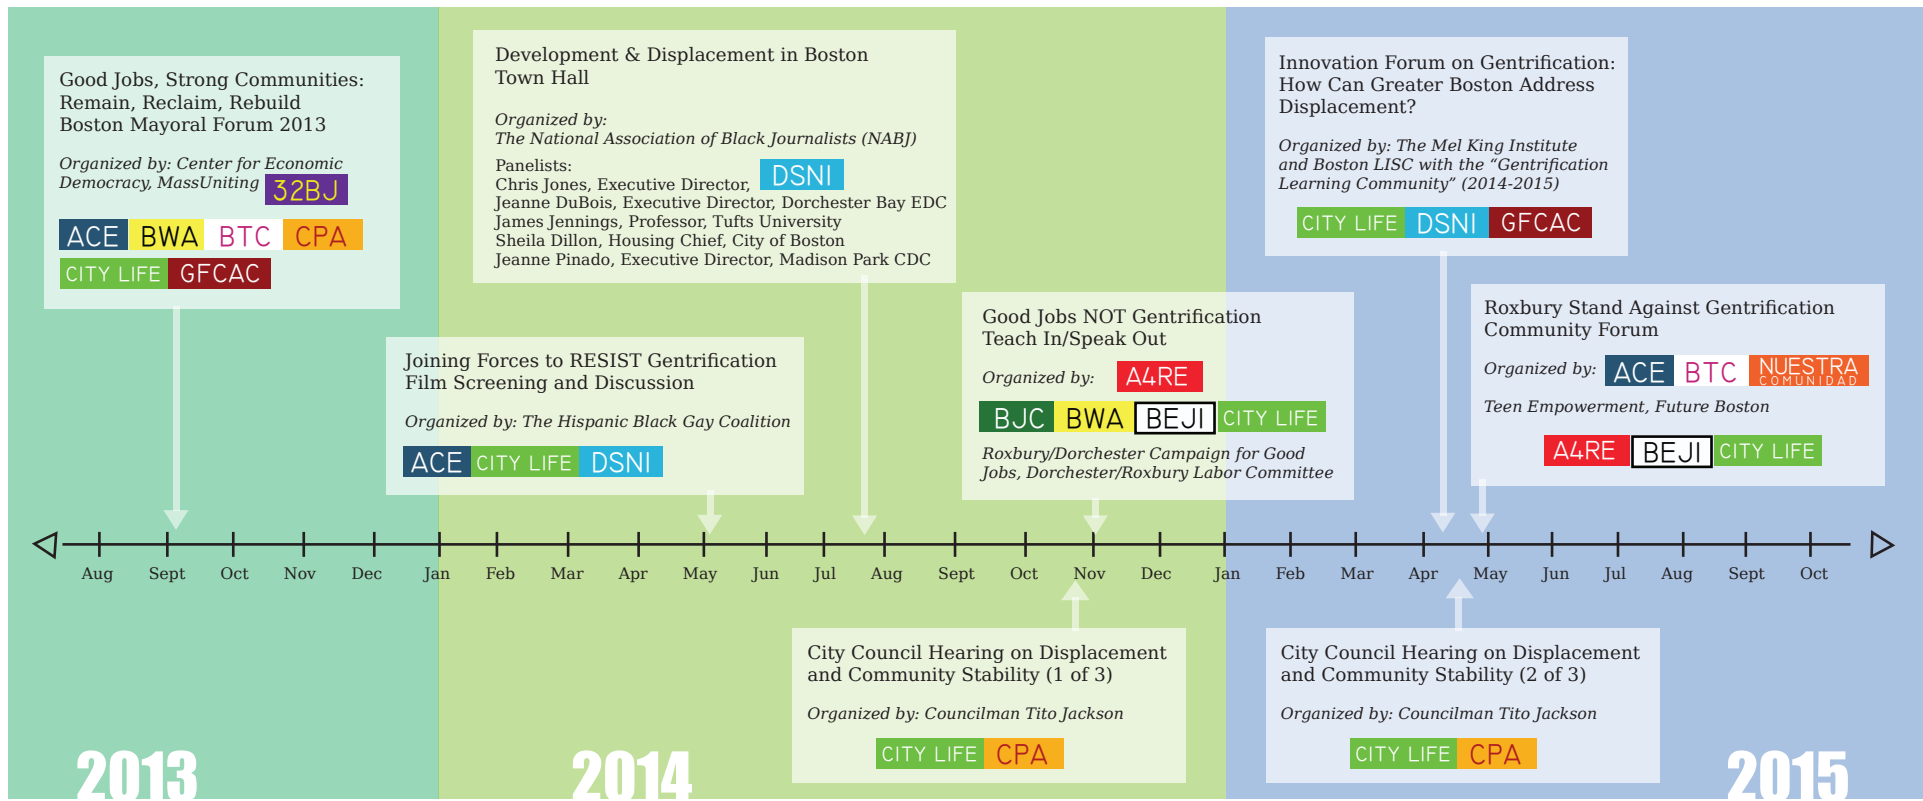 Good Jobs, Strong Communities:
Remain, Reclaim, Rebuild
Boston Mayoral Forum 2013
Organized by: Center for Economic
Democracy, MassUniting 32BJ
ACE BWA BTC CPA
CITY LIFE GFCAC
Development & Displacement in Boston
Town Hall
Organized by:
The National Association of Black Journalists (NABJ)
Panelists:
Chris Jones, Executive Director, DSNI
Jeanne DuBois, Executive Director, Dorchester Bay EDC
James Jennings, Professor, Tufts University
Sheila Dillon, Housing Chief, City of Boston
Jeanne Pinado, Executive Director, Madison Park CDC
Innovation Forum on Gentrification:
How Can Greater Boston Address
Displacement?
Organized by: The Mel King Institute
and Boston LISC with the “Gentrification
Learning Community” (2014-2015)
CITY LIFE DSNI GFCAC
Joining Forces to RESIST Gentrification
Film Screening and Discussion
Organized by: The Hispanic Black Gay Coalition
ACE CITY LIFE DSNI
Good Jobs NOT Gentrification
Teach In/Speak Out
Organized by: A4RE
BJC BWA BEJI CITY LIFE
Roxbury/Dorchester Campaign for Good
Jobs, Dorchester/Roxbury Labor Committee
Roxbury Stand Against Gentrification
Community Forum
Organized by: ACE BTC NUESTRA COMUNIDAD
Teen Empowerment, Future Boston
A4RE BEJI CITY LIFE
Aug Sept Oct Nov Dec Jan Feb Mar Apr May Jun Jul Aug Sept Oct Nov Dec Jan Feb Mar Apr May Jun Jul Aug Sept Oct
City Council Hearing on Displacement
and Community Stability (1 of 3)
Organized by: Councilman Tito Jackson
CITY LIFE CPA
City Council Hearing on Displacement
and Community Stability (2 of 3)
Organized by: Councilman Tito Jackson
CITY LIFE CPA
2013 2014 2015